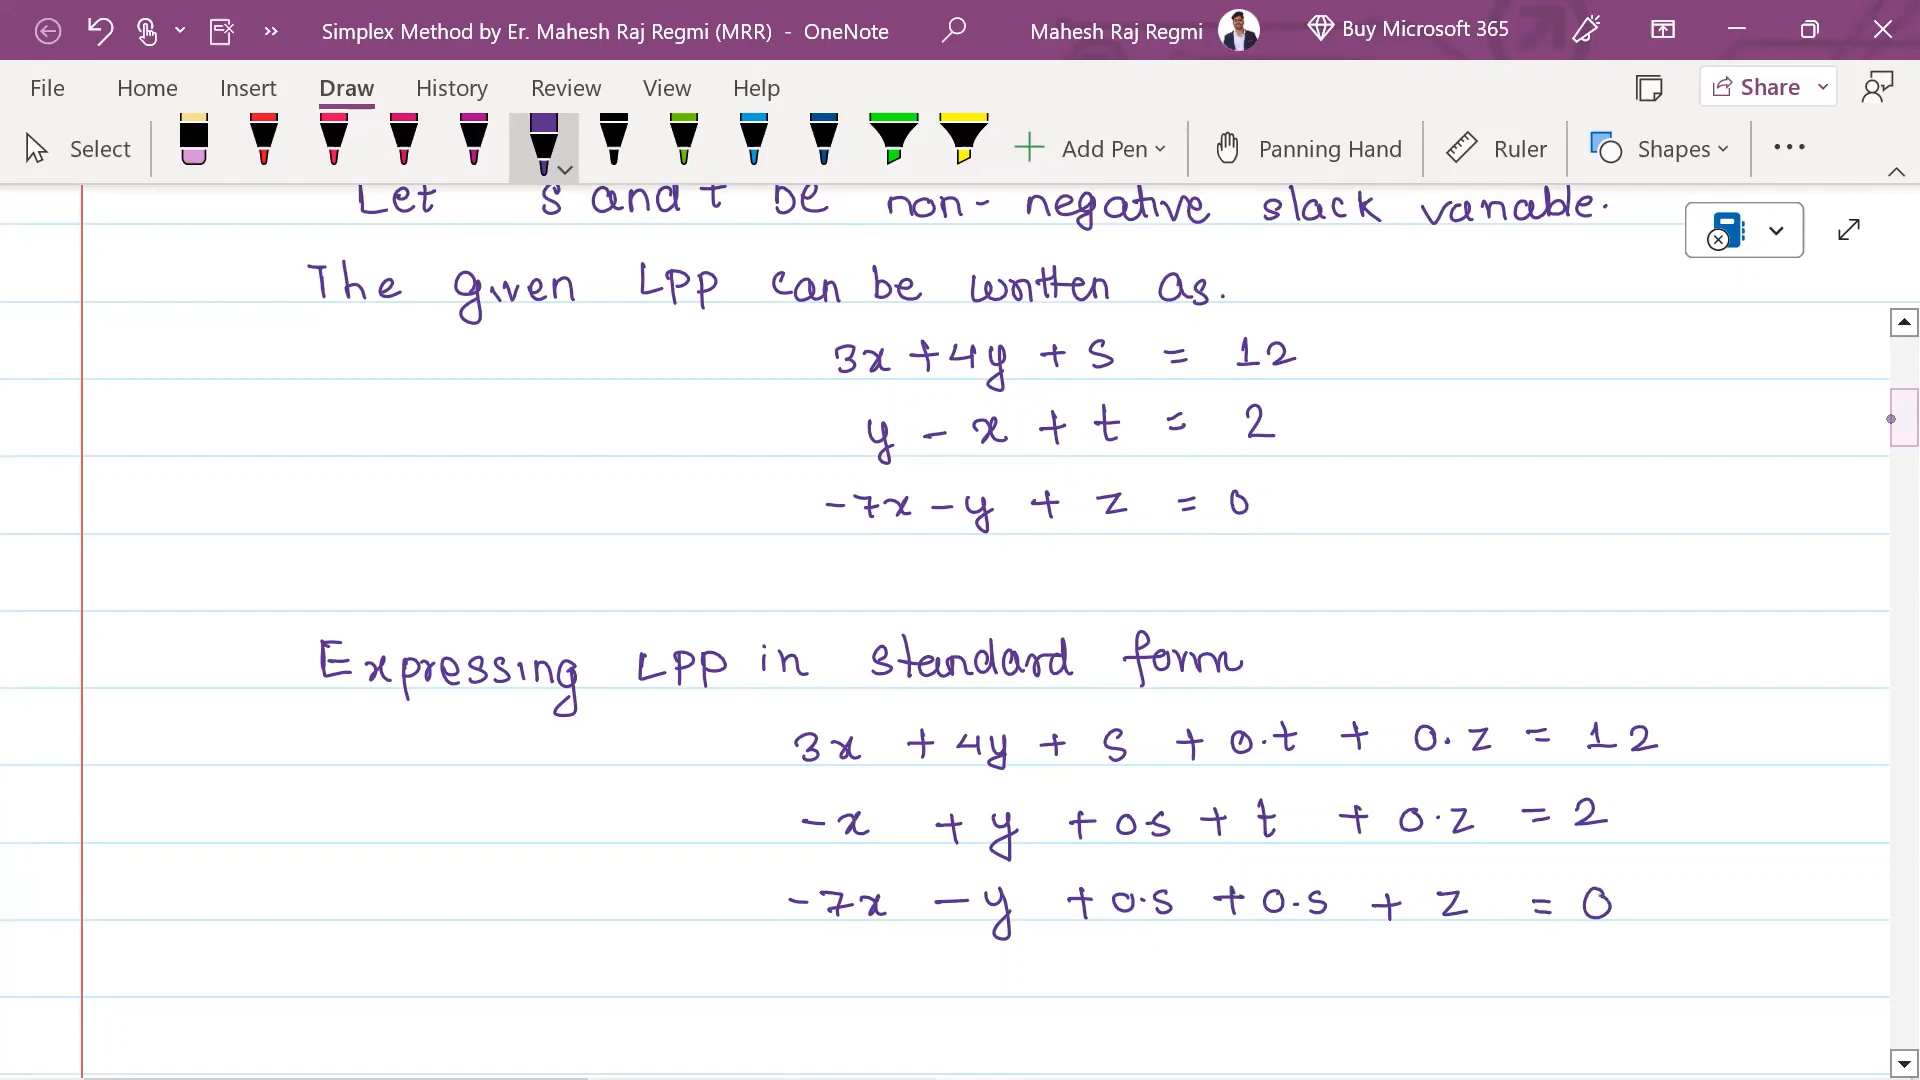 Simplex Method by Er. Mahesh Raj Regmi (MRR) - OneNote
Mahesh Raj Regmi
Buy Microsoft 365
File Home Insert Draw History Review View Help
Share
Select
Add Pen
Panning Hand
Ruler
Shapes
Let s and t be non-negative slack variable.
The given LPP can be written as.
3x + 4y + s = 12
y - x + t = 2
-7x - y + z = 0
Expressing LPP in standard form
3x + 4y + s + 0.t + 0.z = 12
-x + y + 0s + t + 0.z = 2
-7x - y + 0.s + 0.s + z = 0